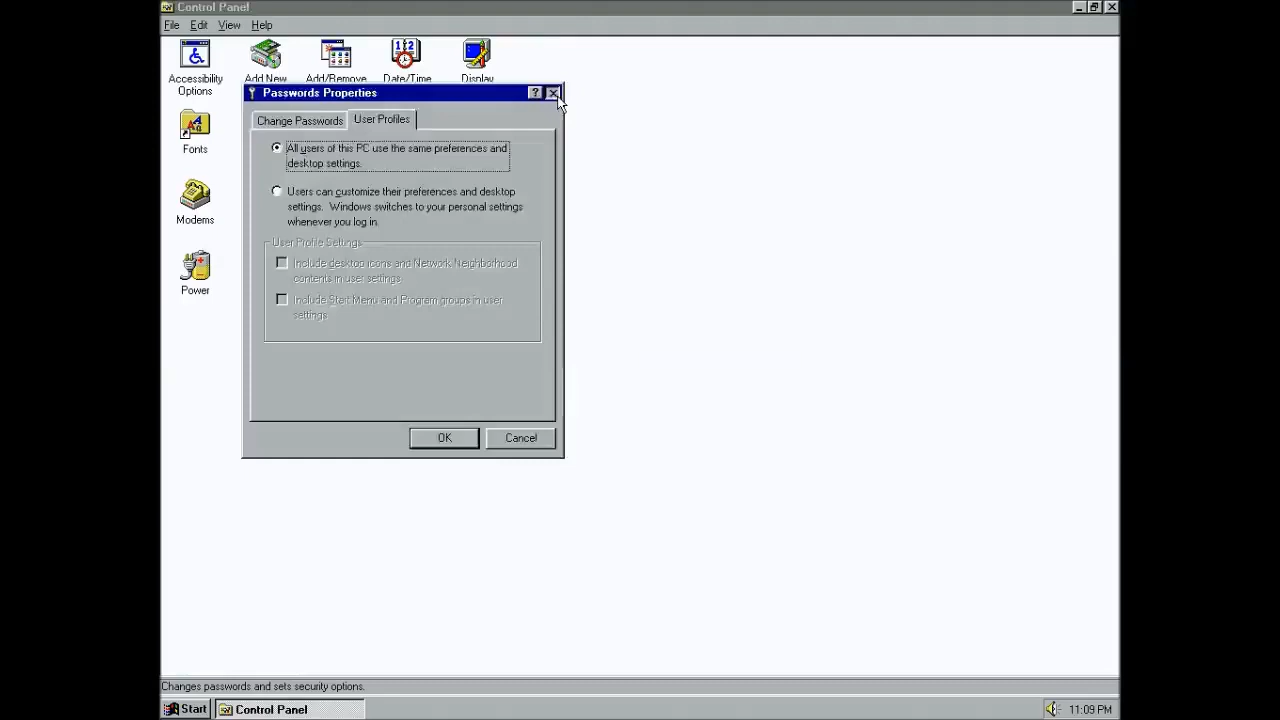 Control Panel
File Edit View Help
Accessibility Options
Add New
Add/Remove
Date/Time
Display
Fonts
Modems
Power
Passwords Properties
Change Passwords
User Profiles
All users of this PC use the same preferences and
desktop settings.
Users can customize their preferences and desktop
settings. Windows switches to your personal settings
whenever you log in.
User Profile Settings
Include desktop icons and Network Neighborhood
contents in user settings
Include Start Menu and Program groups in user
settings
OK
Cancel
Changes passwords and sets security options.
Start
Control Panel
11:09 PM